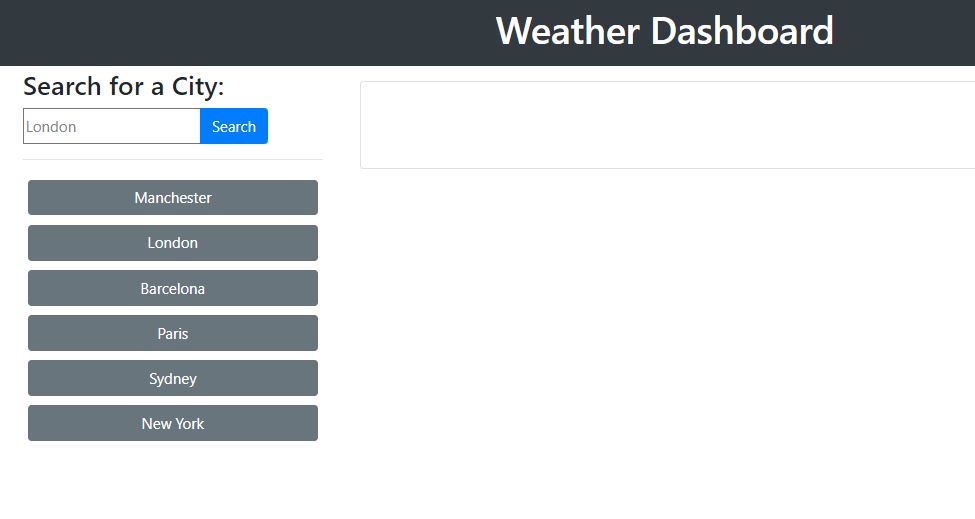 Weather Dashboard
Search for a City:
London
Search
Manchester
London
Barcelona
Paris
Sydney
New York